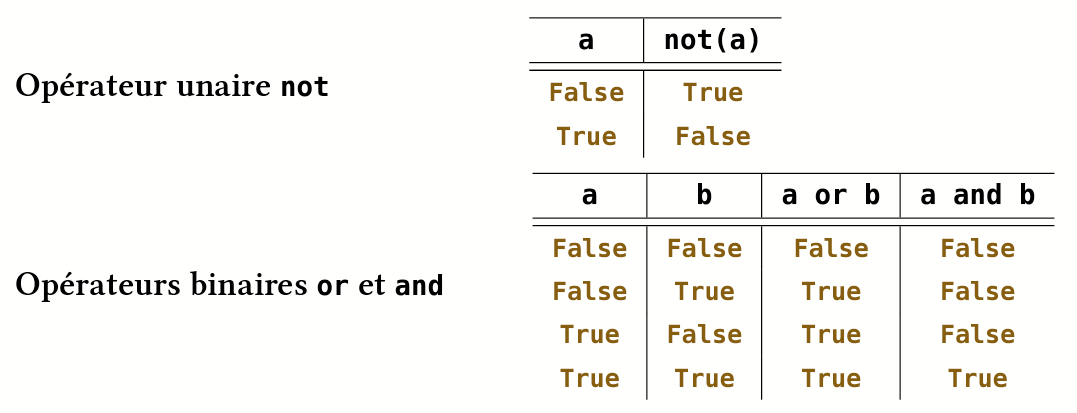 a not(a)
Opérateur unaire not
False True
True False
a b a or b a and b
False False False False
Opérateurs binaires or et and
False True True False
True False True False
True True True True